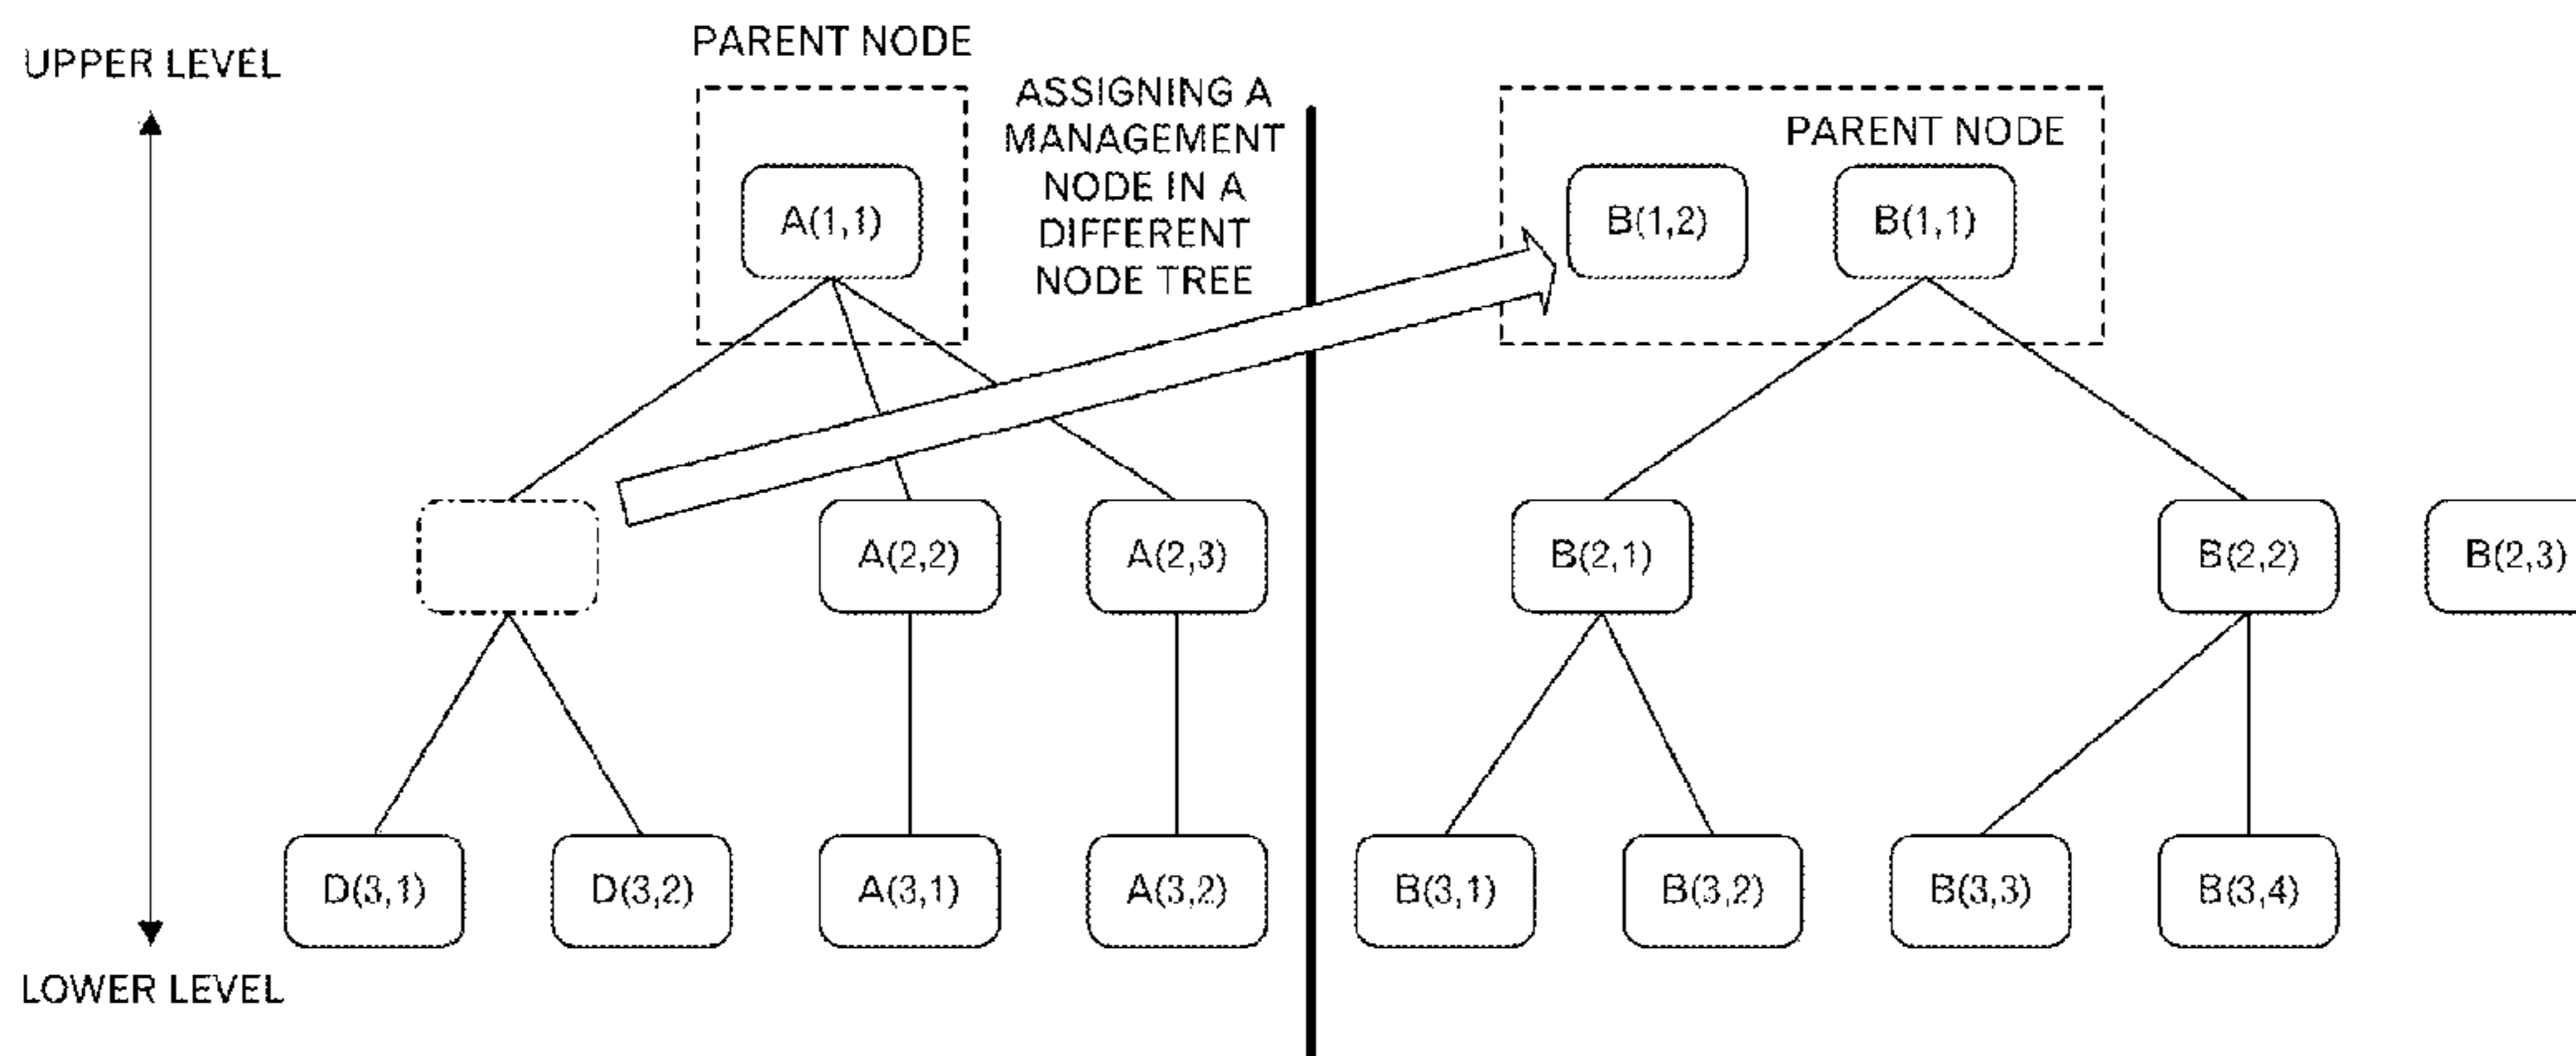 PARENT NODE
UPPER LEVEL
ASSIGNING A
MANAGEMENT
NODE IN A
DIFFERENT
NODE TREE
PARENT NODE
A(1,1)
B(1,2)
B(1,1)
A(2,2)
A(2,3)
B(2,1)
B(2,2)
B(2,3)
D(3,1)
D(3,2)
A(3,1)
A(3,2)
B(3,1)
B(3,2)
B(3,3)
B(3,4)
LOWER LEVEL